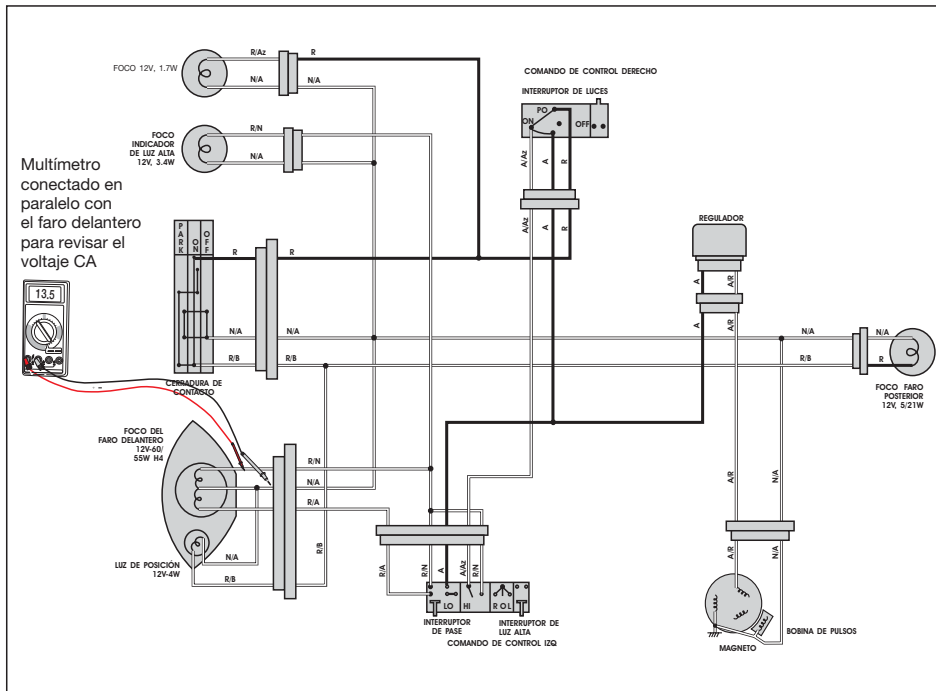 R/Az
R
FOCO 12V, 1.7W
N/A
N/A
COMANDO DE CONTROL DERECHO
INTERRUPTOR DE LUCES
PO
ON
OFF
FOCO
INDICADOR
DE LUZ ALTA
12V, 3.4W
R/N
N/A
A/Az
A
R
A/Az
A
R
Multímetro
conectado en
paralelo con
el faro delantero
para revisar el
voltaje CA
13.5
PARK
ON
OFF
R
R
N/A
N/A
R/B
R/B
CERRADURA DE
CONTACTO
REGULADOR
A
A/R
A
A/R
N/A
N/A
R/B
R
FOCO FARO
POSTERIOR
12V, 5/21W
FOCO DEL
FARO DELANTERO
12V-60/
55W H4
R/N
N/A
R/A
N/A
R/B
R/B
LUZ DE POSICIÓN
12V-4W
R/A
R/N
A
A/Az
R/N
LO
HI
R O L
INTERRUPTOR
DE PASE
INTERRUPTOR DE
LUZ ALTA
COMANDO DE CONTROL IZQ
A/R
N/A
A/R
N/A
BOBINA DE PULSOS
MAGNETO